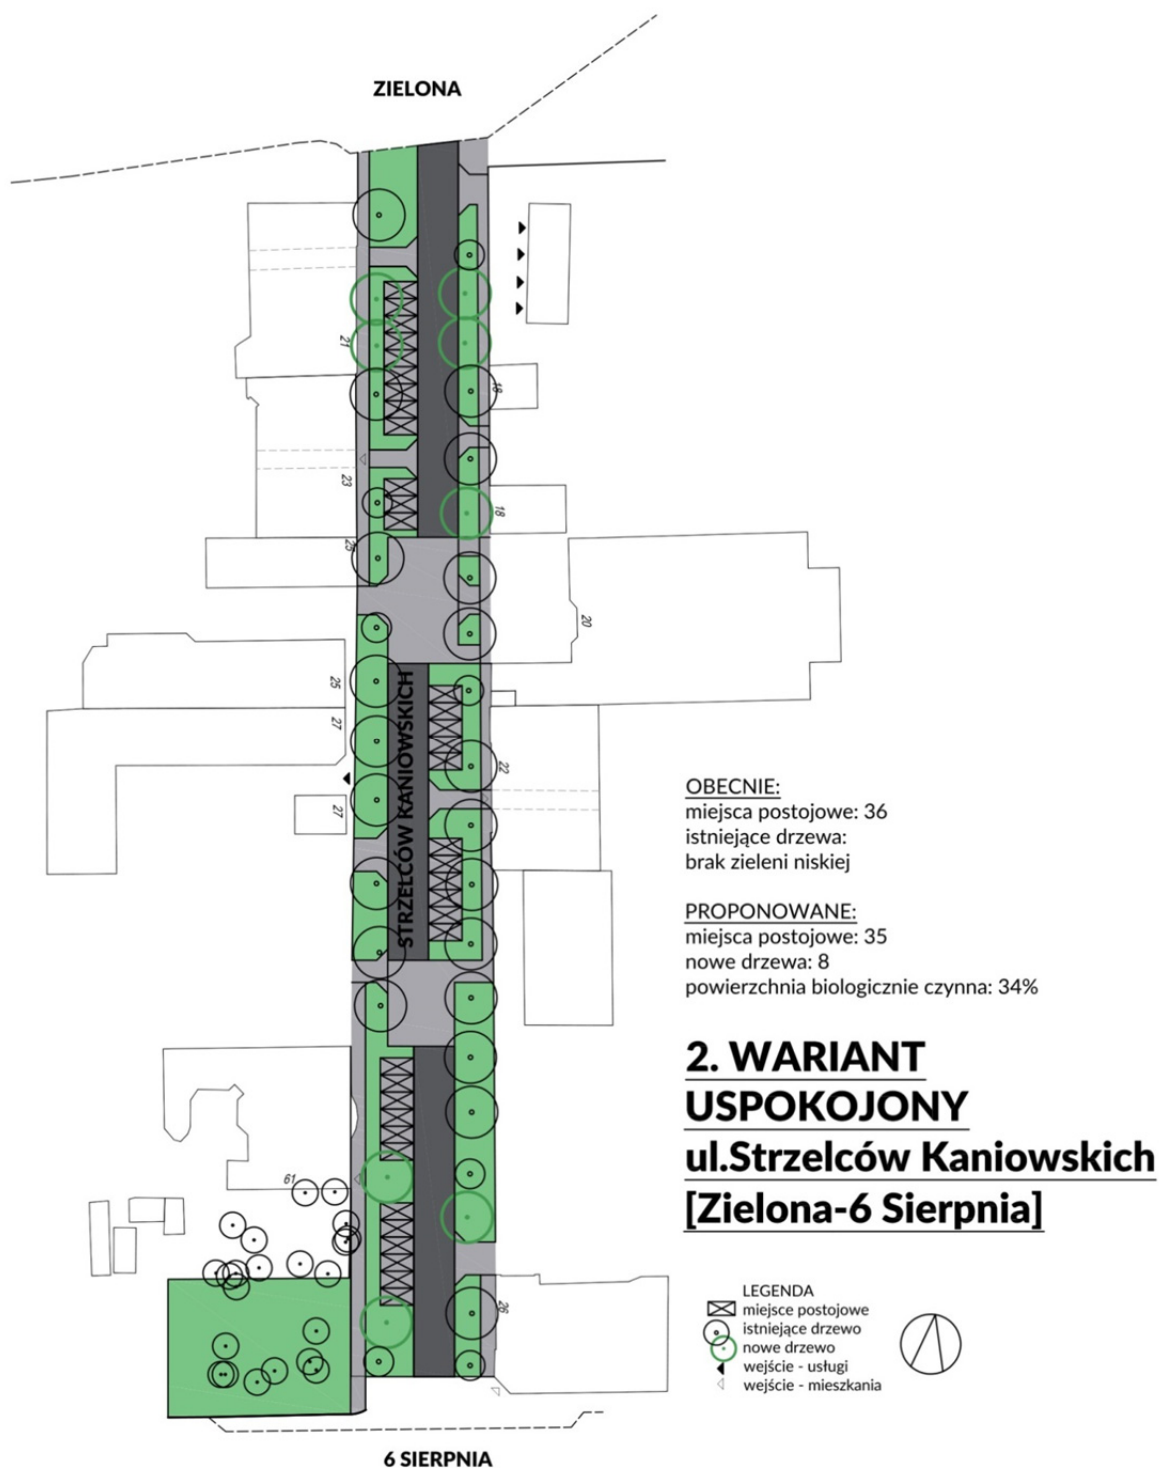 ZIELONA
21
18
23
18
25
20
25
27
22
27
STRZELCÓW KANIOWSKICH
OBECNIE:
miejsca postojowe: 36
istniejące drzewa:
brak zieleni niskiej
PROPONOWANE:
miejsca postojowe: 35
nowe drzewa: 8
powierzchnia biologicznie czynna: 34%
2. WARIANT
USPOKOJONY
ul.Strzelców Kaniowskich
[Zielona-6 Sierpnia]
61
26
LEGENDA
miejsce postojowe
istniejące drzewo
nowe drzewo
wejście - usługi
wejście - mieszkania
6 SIERPNIA